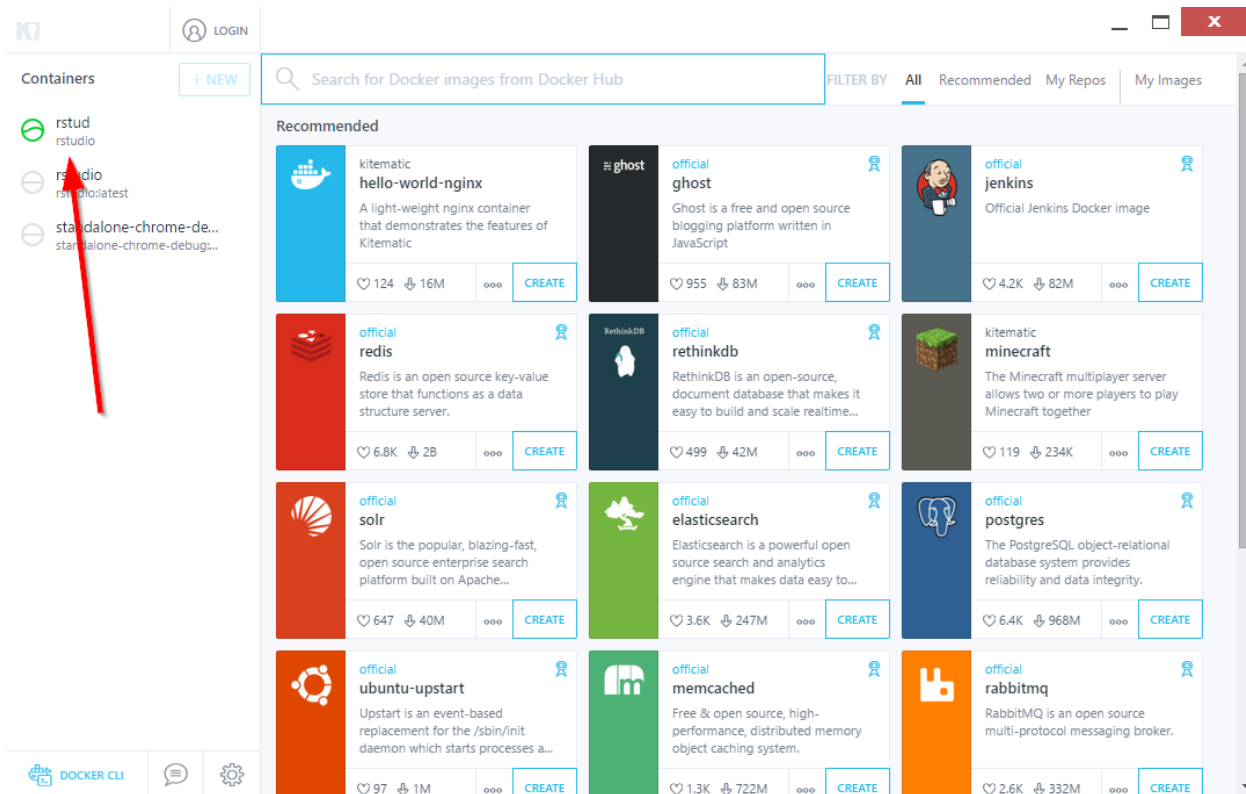 LOGIN
Containers
+ NEW
Search for Docker images from Docker Hub
FILTER BY All Recommended My Repos My Images
rstud
rstudio
rstudio:latest
standalone-chrome-de...
standalone-chrome-debug:...
Recommended
kitematic
hello-world-nginx
A light-weight nginx container
that demonstrates the features of
Kitematic
124 16M CREATE
ghost
official
ghost
Ghost is a free and open source
blogging platform written in
JavaScript
955 83M CREATE
official
jenkins
Official Jenkins Docker image
4.2K 82M CREATE
official
redis
Redis is an open source key-value
store that functions as a data
structure server.
6.8K 2B CREATE
RethinkDB
official
rethinkdb
RethinkDB is an open-source,
document database that makes it
easy to build and scale realtime...
499 42M CREATE
kitematic
minecraft
The Minecraft multiplayer server
allows two or more players to play
Minecraft together
119 234K CREATE
official
solr
Solr is the popular, blazing-fast,
open source enterprise search
platform built on Apache...
647 40M CREATE
official
elasticsearch
Elasticsearch is a powerful open
source search and analytics
engine that makes data easy to...
3.6K 247M CREATE
official
postgres
The PostgreSQL object-relational
database system provides
reliability and data integrity.
6.4K 968M CREATE
official
ubuntu-upstart
Upstart is an event-based
replacement for the /sbin/init
daemon which starts processes a...
97 1M CREATE
official
memcached
Free & open source, high-
performance, distributed memory
object caching system.
1.3K 722M CREATE
official
rabbitmq
RabbitMQ is an open source
multi-protocol messaging broker.
2.6K 332M CREATE
DOCKER CLI